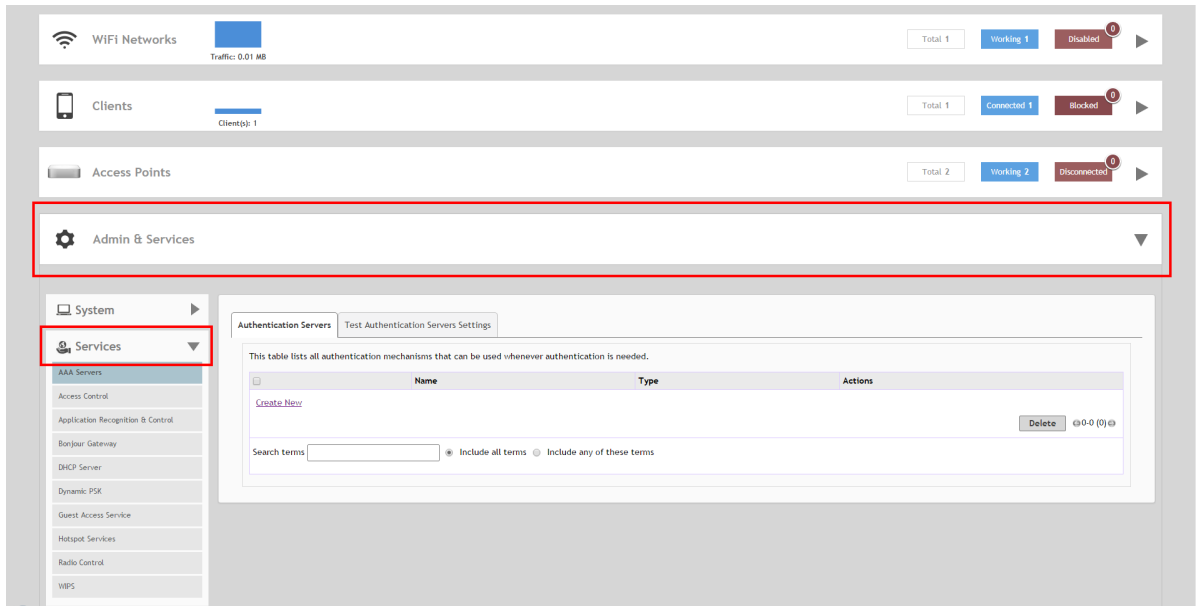 WiFi Networks
Traffic: 0.01 MB
Total 1
Working 1
Disabled
0
Clients
Client(s): 1
Total 1
Connected 1
Blocked
0
Access Points
Total 2
Working 2
Disconnected
0
Admin & Services
System
Services
AAA Servers
Access Control
Application Recognition & Control
Bonjour Gateway
DHCP Server
Dynamic PSK
Guest Access Service
Hotspot Services
Radio Control
WIPS
Authentication Servers
Test Authentication Servers Settings
This table lists all authentication mechanisms that can be used whenever authentication is needed.
Name Type Actions
Create New
Delete 0-0 (0)
Search terms Include all terms Include any of these terms